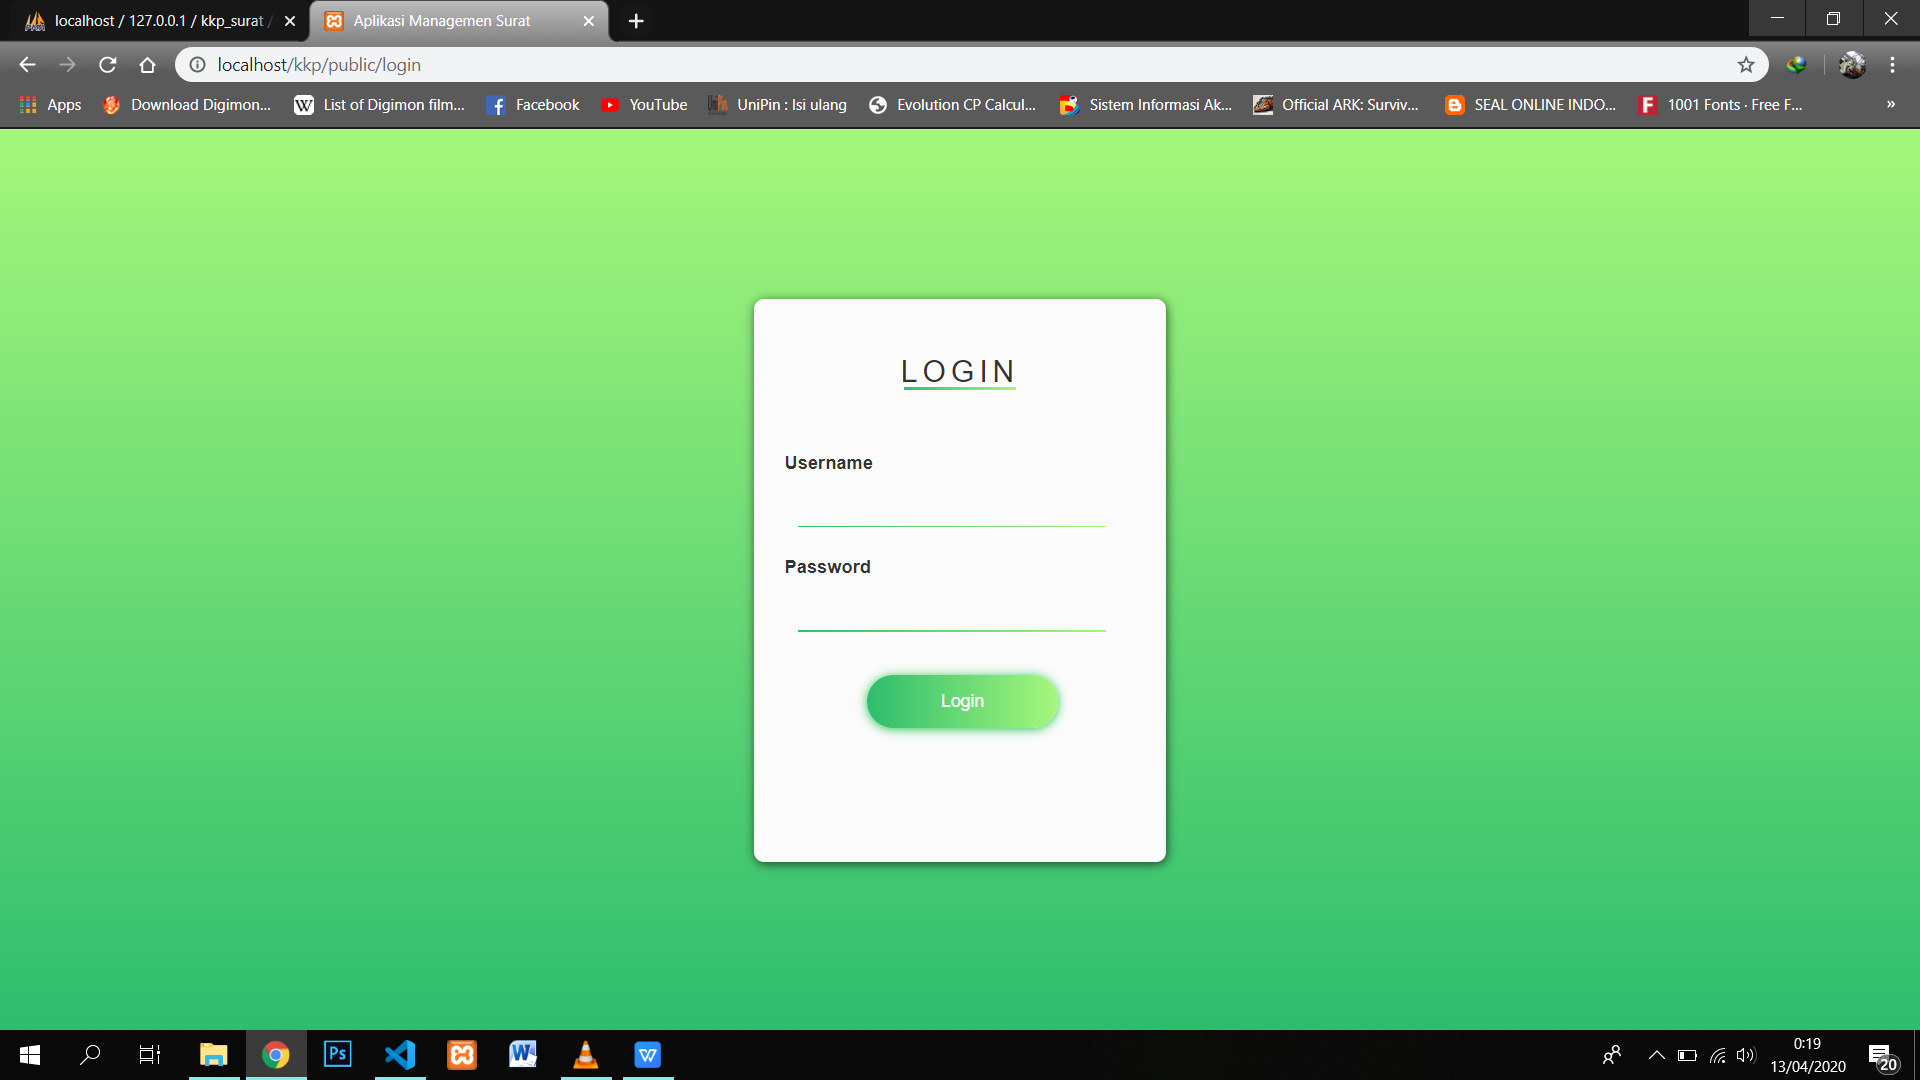 localhost / 127.0.0.1 / kkp_surat /
Aplikasi Managemen Surat
localhost/kkp/public/login
Apps
Download Digimon...
List of Digimon film...
Facebook
YouTube
UniPin : Isi ulang
Evolution CP Calcul...
Sistem Informasi Ak...
Official ARK: Surviv...
SEAL ONLINE INDO...
1001 Fonts · Free F...
»
LOGIN
Username
Password
Login
0:19
13/04/2020
20